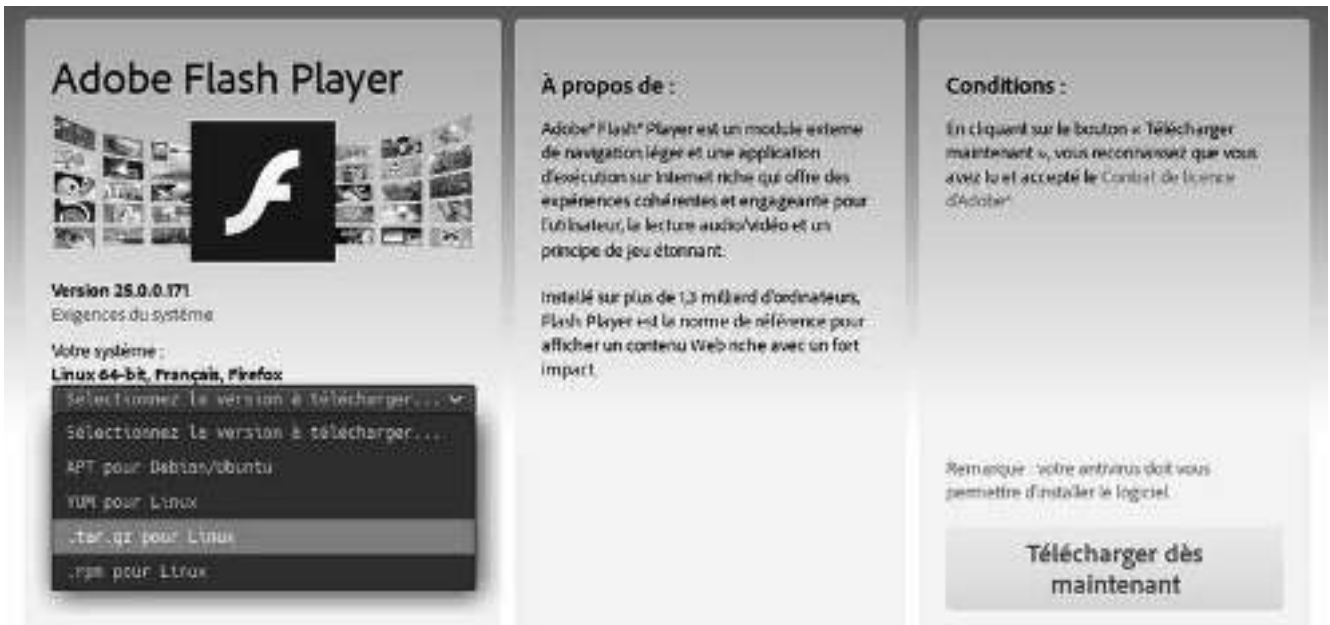 Adobe Flash Player
Version 25.0.0.171
Exigences du système
Votre système :
Linux 64-bit, Français, Firefox
Sélectionnez la version à télécharger...
Sélectionnez la version à télécharger...
APT pour Debian/Ubuntu
YUM pour Linux
.tar.gz pour Linux
.rpm pour Linux
À propos de :
Adobe® Flash® Player est un module externe
de navigation léger et une application
d'exécution sur Internet riche qui offre des
expériences cohérentes et engageante pour
l'utilisateur, la lecture audio/vidéo et un
principe de jeu étonnant.
Installé sur plus de 1,3 milliard d'ordinateurs,
Flash Player est la norme de référence pour
afficher un contenu Web riche avec un fort
impact.
Conditions :
En cliquant sur le bouton « Télécharger
maintenant », vous reconnaissez que vous
avez lu et accepté le Contrat de licence
d'Adobe®
Remarque : votre antivirus doit vous
permettre d'installer le logiciel.
Télécharger dès
maintenant